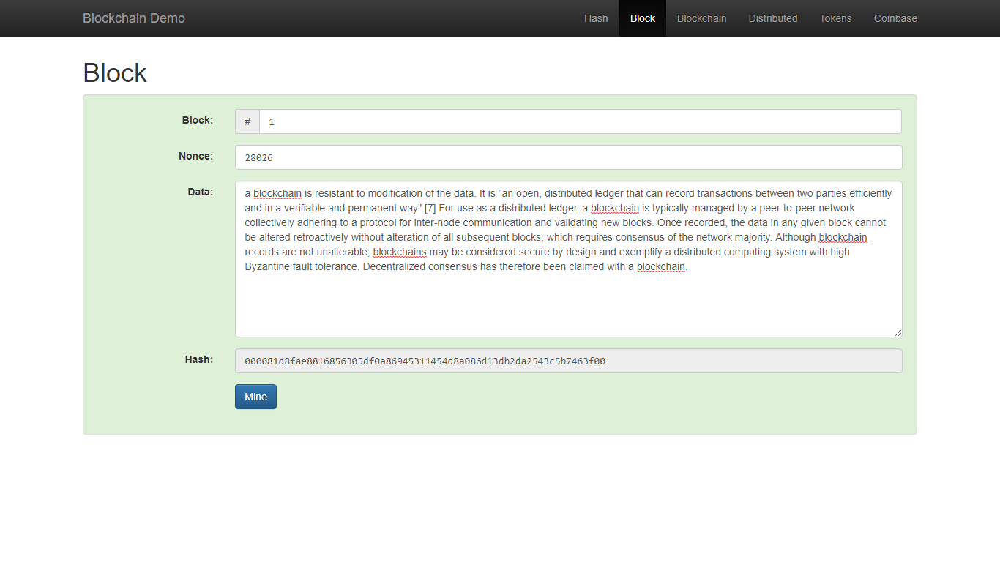 Blockchain Demo
Hash Block Blockchain Distributed Tokens Coinbase
Block
Block: # 1
Nonce: 28026
Data: a blockchain is resistant to modification of the data. It is "an open, distributed ledger that can record transactions between two parties efficiently
and in a verifiable and permanent way".[7] For use as a distributed ledger, a blockchain is typically managed by a peer-to-peer network
collectively adhering to a protocol for inter-node communication and validating new blocks. Once recorded, the data in any given block cannot
be altered retroactively without alteration of all subsequent blocks, which requires consensus of the network majority. Although blockchain
records are not unalterable, blockchains may be considered secure by design and exemplify a distributed computing system with high
Byzantine fault tolerance. Decentralized consensus has therefore been claimed with a blockchain.
Hash: 000081d8fae8816856305df0a86945311454d8a086d13db2da2543c5b7463f00
Mine